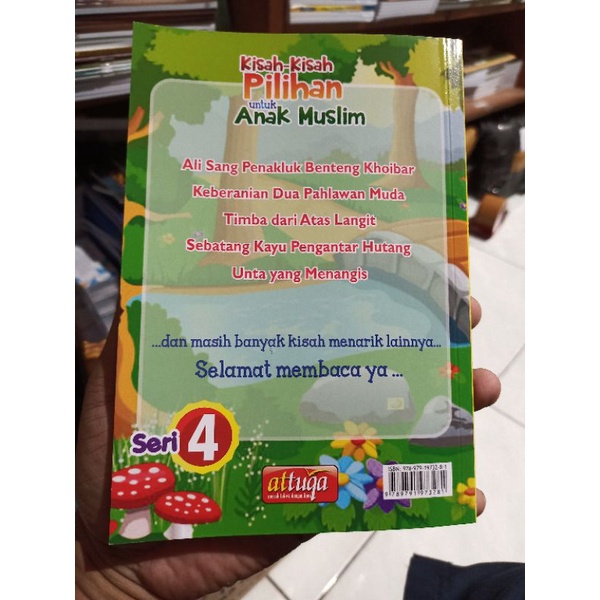 Kisah-Kisah
Pilihan
untuk
Anak Muslim
Ali Sang Penakluk Benteng Khoibar
Keberanian Dua Pahlawan Muda
Timba dari Atas Langit
Sebatang Kayu Pengantar Hutang
Unta yang Menangis
...dan masih banyak kisah menarik lainnya...
Selamat membaca ya ...
Seri 4
attuqa
ISBN: